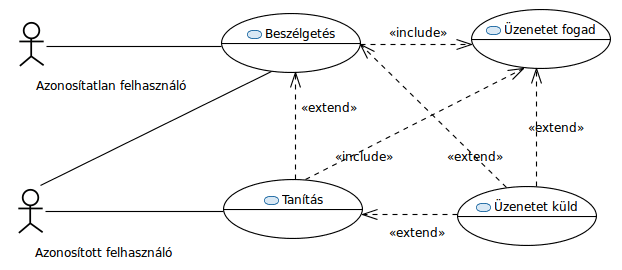 Beszélgetés
«include»
Üzenetet fogad
Azonosítatlan felhasználó
«extend»
«extend»
«include»
«extend»
Tanítás
Üzenetet küld
«extend»
Azonosított felhasználó